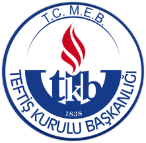 T.C. M.E.B.
tkb
1838
TEFTİŞ KURULU BAŞKANLIĞI